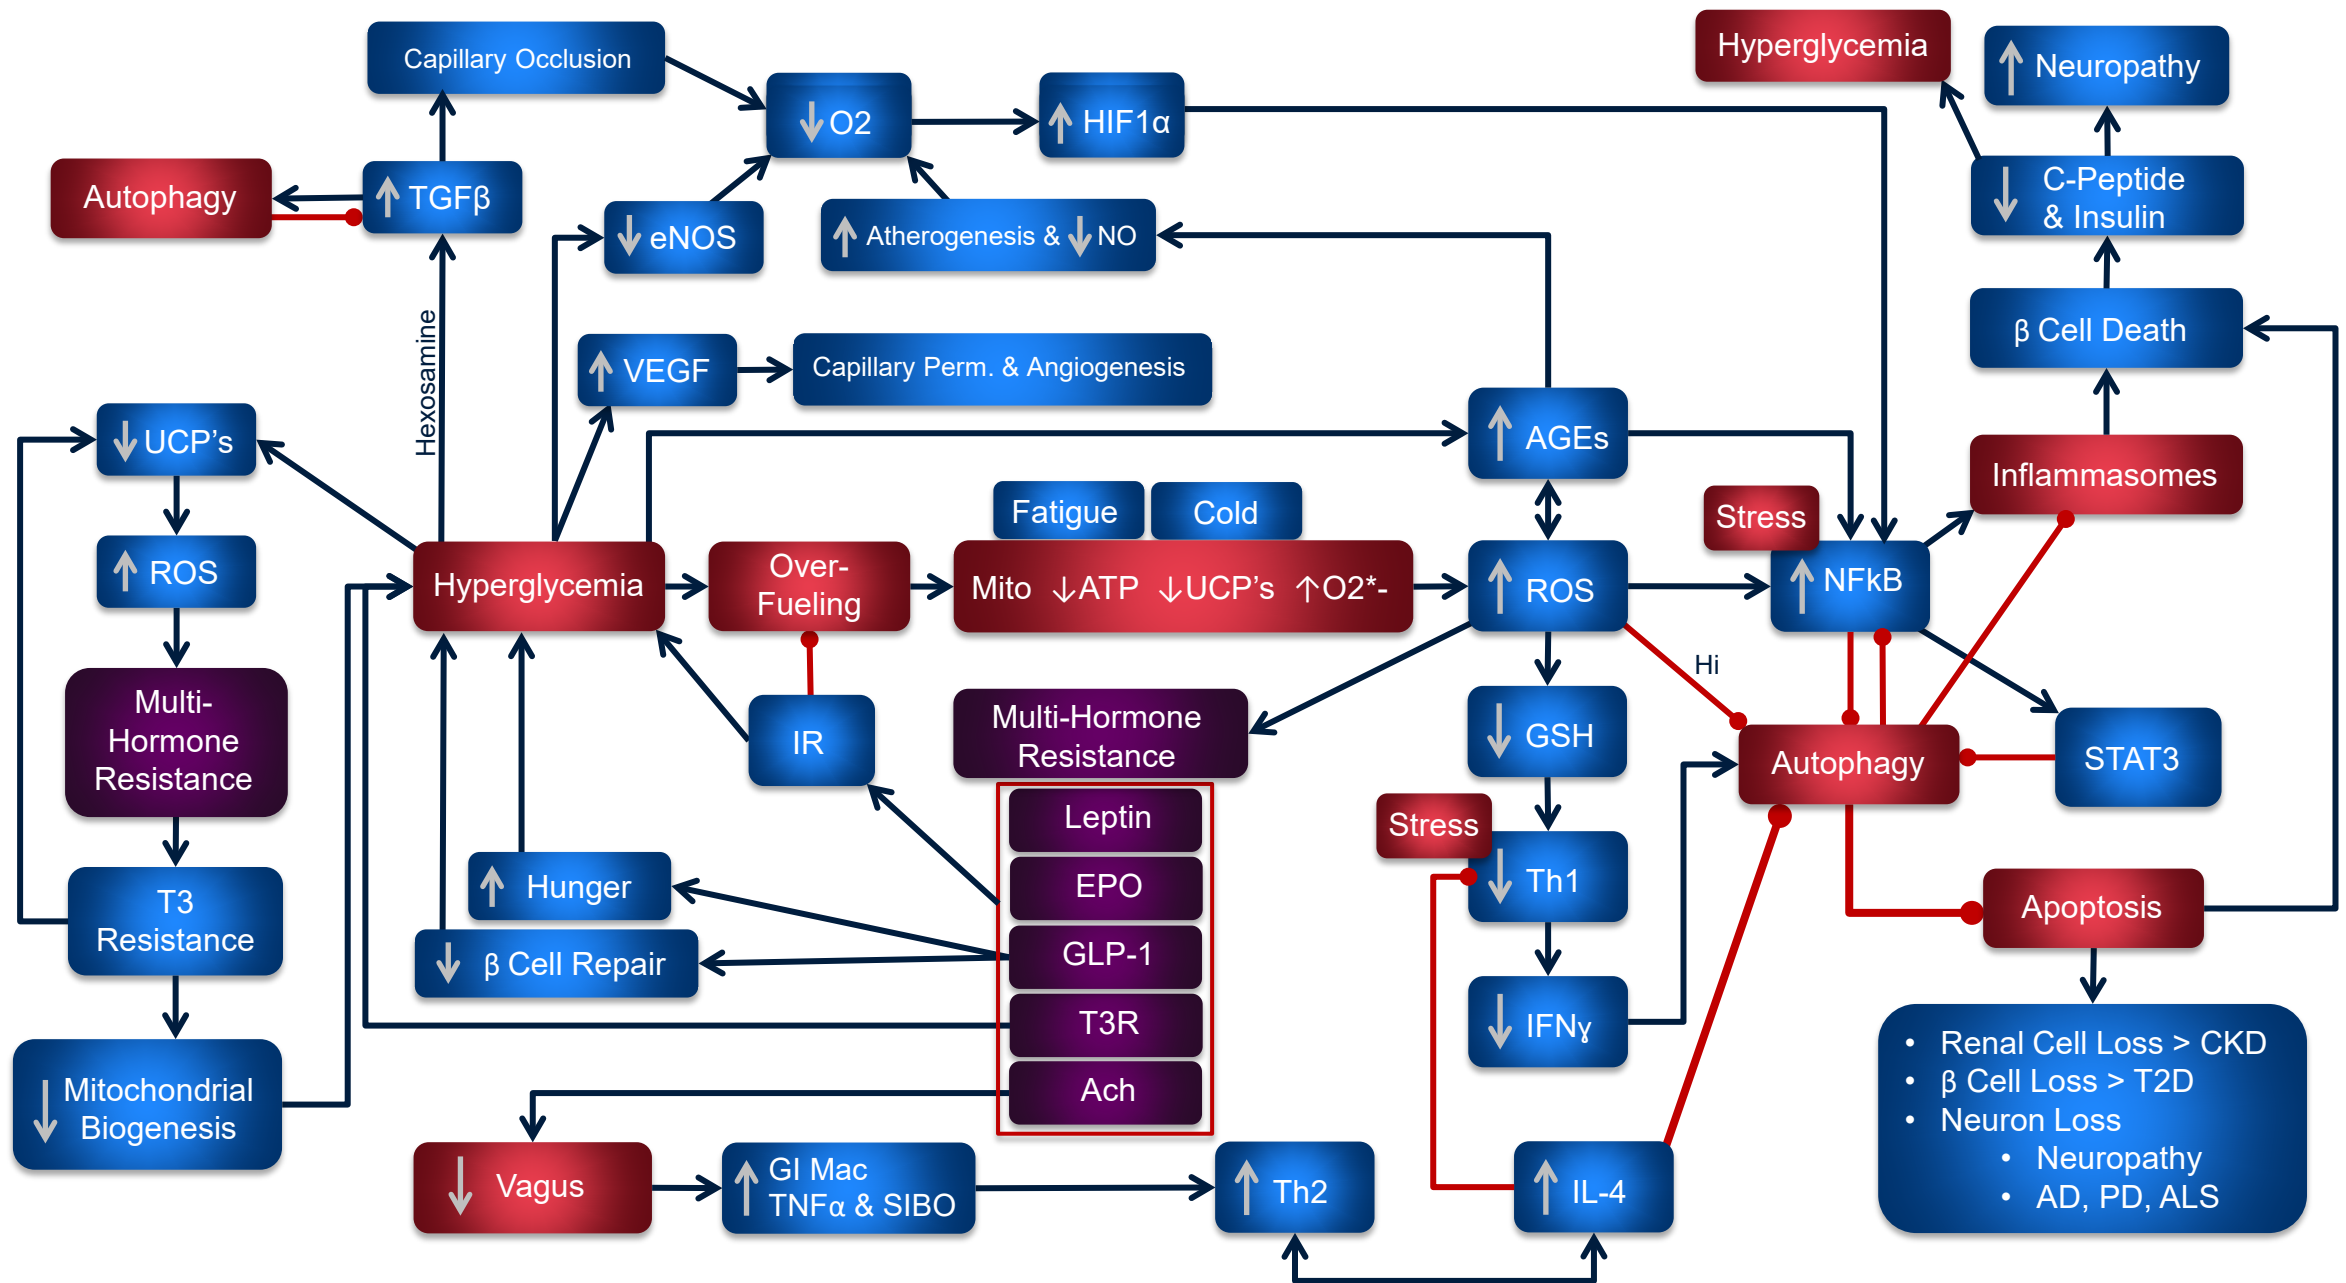 Capillary Occlusion
Hyperglycemia
↑ Neuropathy
↓ O2
↑ HIF1α
Autophagy
↑ TGFβ
↓ C-Peptide
& Insulin
↓ eNOS
↑ Atherogenesis & ↓ NO
Hexosamine
↑ VEGF
Capillary Perm. & Angiogenesis
β Cell Death
↓ UCP's
↑ AGEs
Inflammasomes
Fatigue
Cold
Stress
↑ ROS
Hyperglycemia
Over-
Fueling
Mito ↓ATP ↓UCP's ↑O2*-
↑ ROS
↑ NFkB
Hi
Multi-
Hormone
Resistance
IR
Multi-Hormone
Resistance
↓ GSH
Autophagy
STAT3
Leptin
Stress
EPO
↑ Hunger
↓ Th1
Apoptosis
T3
Resistance
GLP-1
↓ β Cell Repair
T3R
↓ IFNɣ
Ach
↓ Mitochondrial
Biogenesis
• Renal Cell Loss > CKD
• β Cell Loss > T2D
• Neuron Loss
• Neuropathy
• AD, PD, ALS
↓ Vagus
↑ GI Mac
TNFα & SIBO
↑ Th2
↑ IL-4